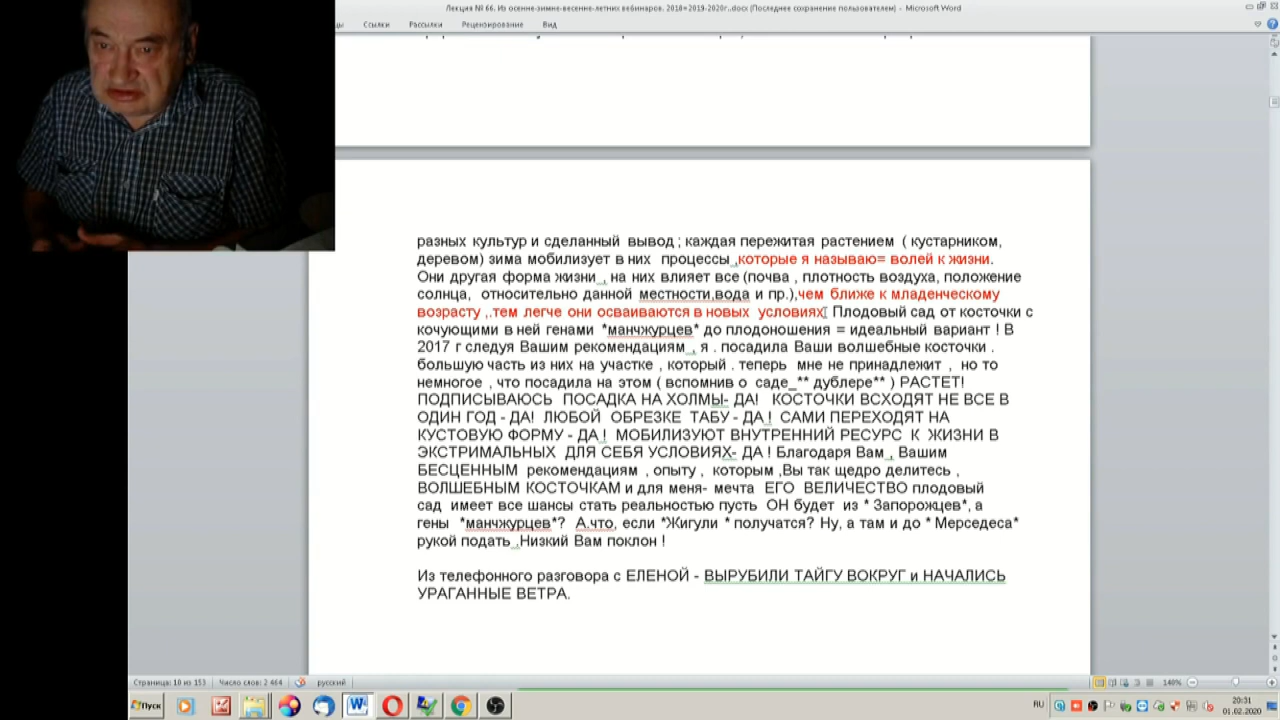 Лекция № 66. Из осенне-зимне-весенне-летних вебинаров. 2018=2019-2020г..docx (Последнее сохранение пользователем) - Microsoft Word
Ссылки Рассылки Рецензирование Вид
разных культур и сделанный вывод ; каждая пережитая растением ( кустарником,
деревом) зима мобилизует в них процессы ,которые я называю= волей к жизни.
Они другая форма жизни , на них влияет все (почва , плотность воздуха, положение
солнца, относительно данной местности,вода и пр.),чем ближе к младенческому
возрасту ,.тем легче они осваиваются в новых условиях. Плодовый сад от косточки с
кочующими в ней генами *манчжурцев* до плодоношения = идеальный вариант ! В
2017 г следуя Вашим рекомендациям , я . посадила Ваши волшебные косточки .
большую часть из них на участке , который . теперь мне не принадлежит , но то
немногое , что посадила на этом ( вспомнив о саде_** дублере** ) РАСТЕТ!
ПОДПИСЫВАЮСЬ ПОСАДКА НА ХОЛМЫ- ДА! КОСТОЧКИ ВСХОДЯТ НЕ ВСЕ В
ОДИН ГОД - ДА! ЛЮБОЙ ОБРЕЗКЕ ТАБУ - ДА ! САМИ ПЕРЕХОДЯТ НА
КУСТОВУЮ ФОРМУ - ДА ! МОБИЛИЗУЮТ ВНУТРЕННИЙ РЕСУРС К ЖИЗНИ В
ЭКСТРИМАЛЬНЫХ ДЛЯ СЕБЯ УСЛОВИЯХ- ДА ! Благодаря Вам , Вашим
БЕСЦЕННЫМ рекомендациям , опыту , которым ,Вы так щедро делитесь ,
ВОЛШЕБНЫМ КОСТОЧКАМ и для меня- мечта ЕГО ВЕЛИЧЕСТВО плодовый
сад имеет все шансы стать реальностью пусть ОН будет из * Запорожцев*, а
гены *манчжурцев*? А.что, если *Жигули * получатся? Ну, а там и до * Мерседеса*
рукой подать .Низкий Вам поклон !
Из телефонного разговора с ЕЛЕНОЙ - ВЫРУБИЛИ ТАЙГУ ВОКРУГ и НАЧАЛИСЬ
УРАГАННЫЕ ВЕТРА.
Страница: 10 из 153 Число слов: 2 464 русский 140%
Пуск RU 20:31
01.02.2020